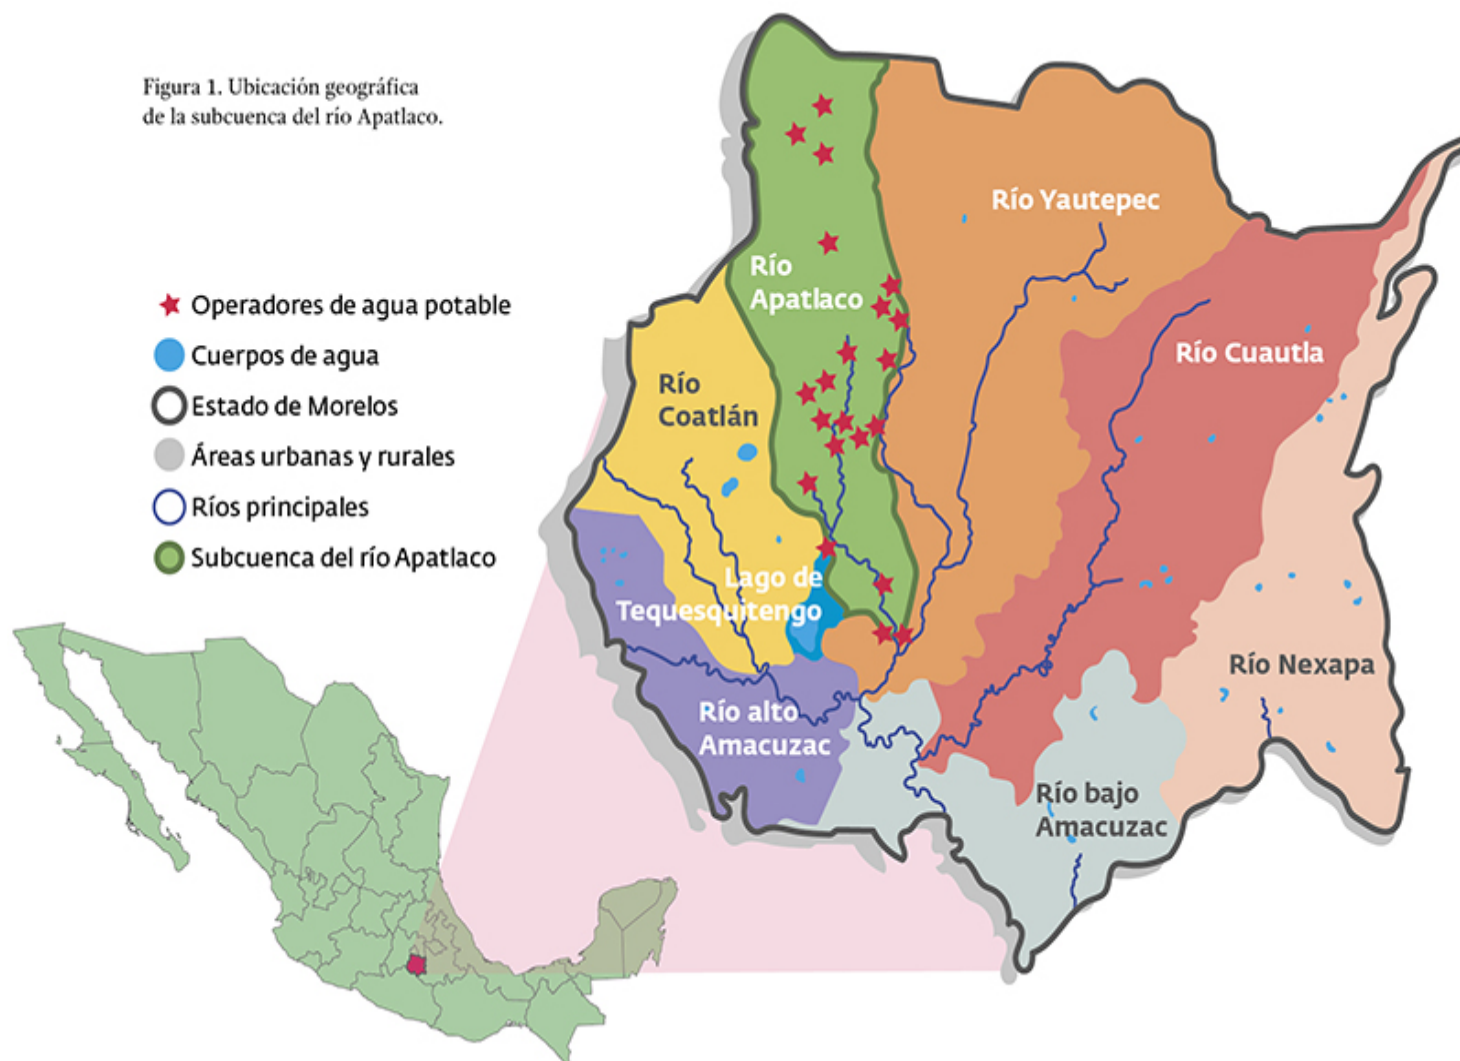 Figura 1. Ubicación geográfica
de la subcuenca del río Apatlaco.
Operadores de agua potable
Cuerpos de agua
Estado de Morelos
Áreas urbanas y rurales
Ríos principales
Subcuenca del río Apatlaco
Río Yautepec
Río
Apatlaco
Río Cuautla
Río
Coatlán
Lago de
Tequesquitengo
Río Nexapa
Río alto
Amacuzac
Río bajo
Amacuzac